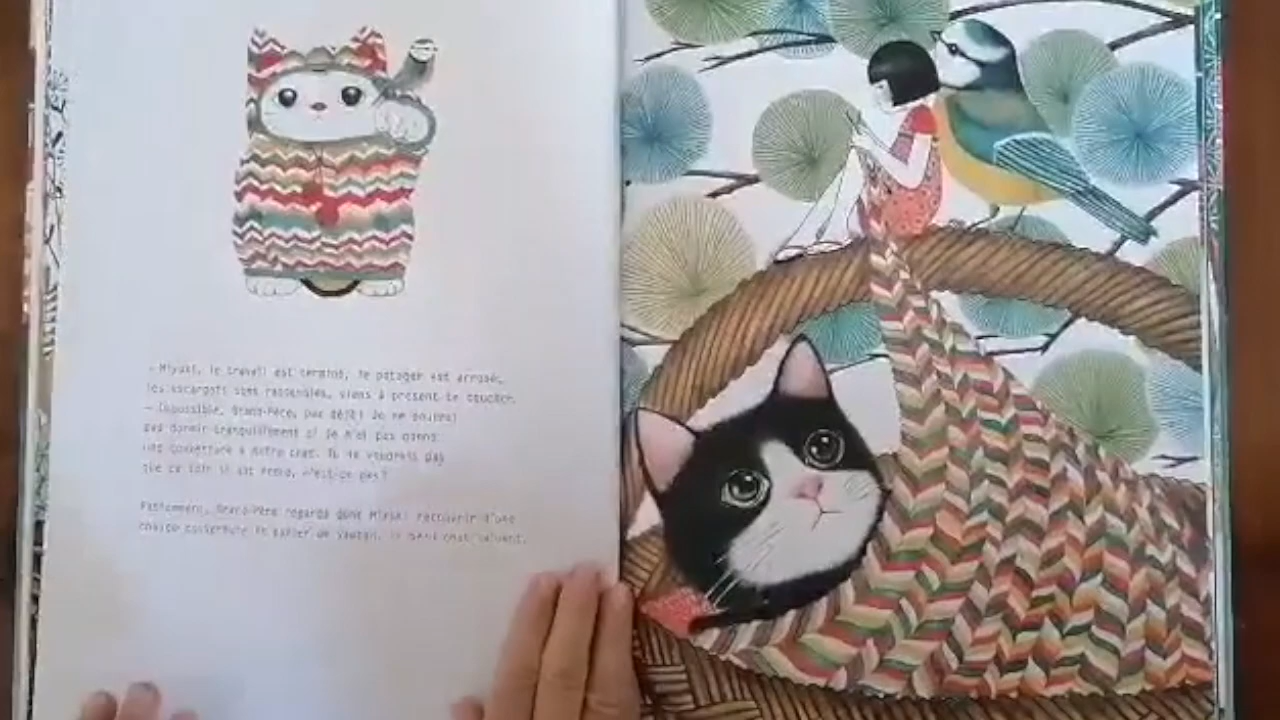 – Miyuki, le travail est terminé, le potager est arrosé,
les escargots sont rassemblés, viens à présent te coucher.
– Impossible, Grand-Père, pas déjà! Je ne pourrai
pas dormir tranquillement si je n'ai pas donné
une couverture à notre chat. Tu ne voudrais pas
que ce soir il ait froid, n'est-ce pas?
Patiemment, Grand-Père regarde donc Miyuki recouvrir d'une
chaude couverture le panier de